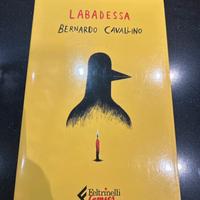 LABADESSA
BERNARDO CAVALLINO
Feltrinelli
Comics